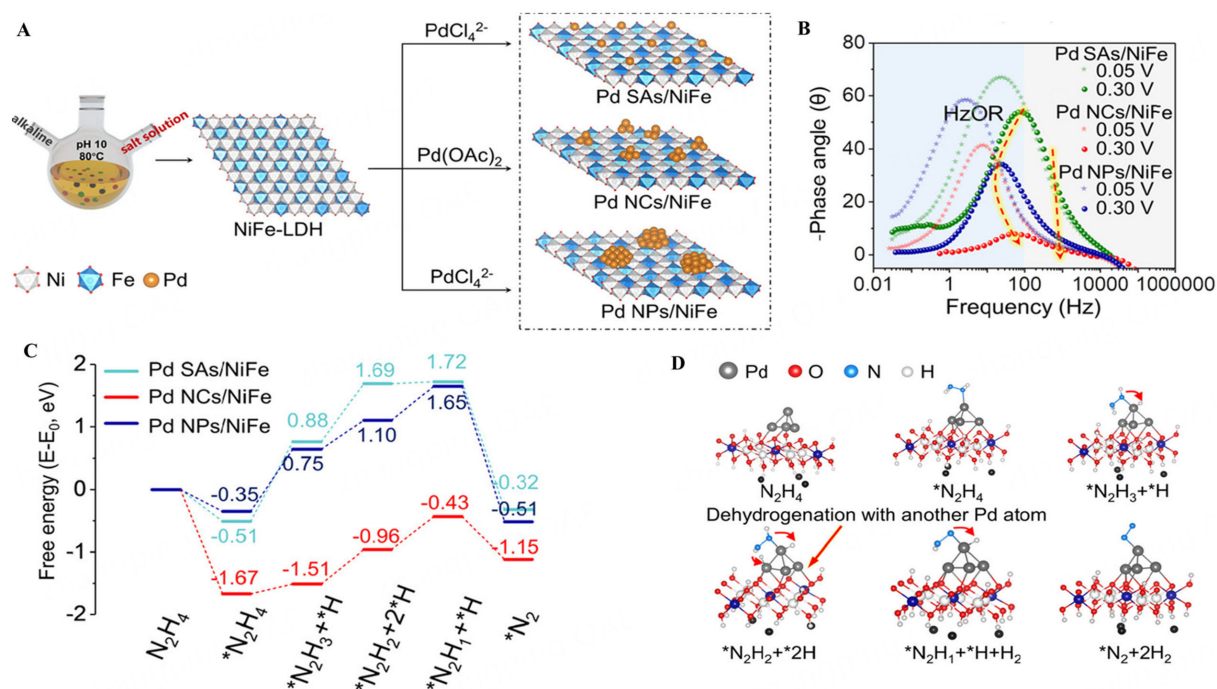 A
alkaline
salt solution
pH 10
80°C
NiFe-LDH
PdCl₄²⁻
Pd(OAc)₂
PdCl₄²⁻
Pd SAs/NiFe
Pd NCs/NiFe
Pd NPs/NiFe
Ni
Fe
Pd
B
-Phase angle (θ)
80
60
40
20
0
HzOR
Pd SAs/NiFe
0.05 V
0.30 V
Pd NCs/NiFe
0.05 V
0.30 V
Pd NPs/NiFe
0.05 V
0.30 V
0.01 1 100 10000 1000000
Frequency (Hz)
C
Free energy (E-E₀, eV)
2
1
0
-1
-2
Pd SAs/NiFe
Pd NCs/NiFe
Pd NPs/NiFe
-0.35
-0.51
-1.67
0.88
0.75
-1.51
1.69
1.10
-0.96
1.72
1.65
-0.43
-0.32
-0.51
-1.15
N₂H₄
*N₂H₄
*N₂H₃+*H
*N₂H₂+2*H
*N₂H₁+*H
*N₂
D
Pd O N H
N₂H₄
*N₂H₄
*N₂H₃+*H
Dehydrogenation with another Pd atom
*N₂H₂+*2H
*N₂H₁+*H+H₂
*N₂+2H₂